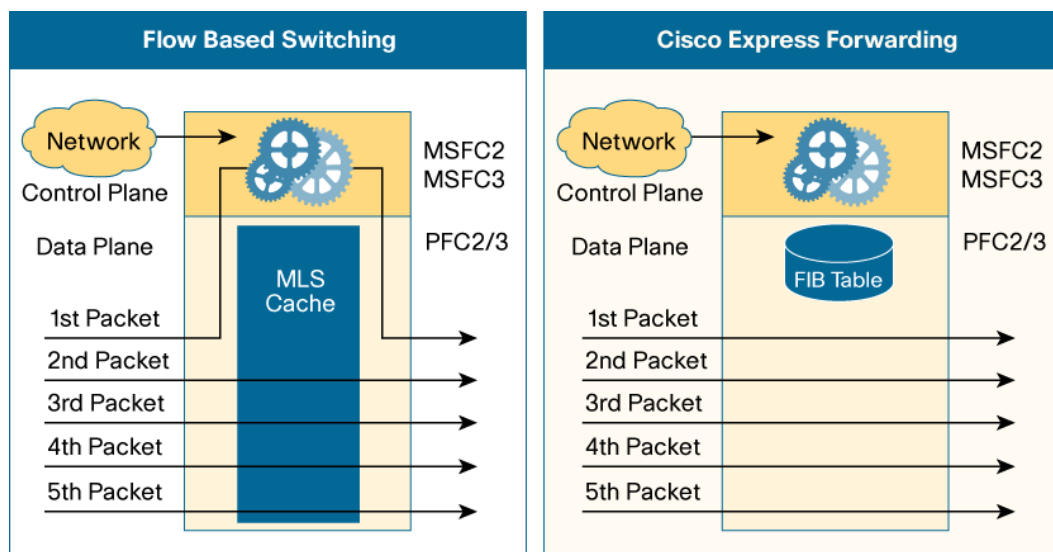 Flow Based Switching
Network
Control Plane
MSFC2
MSFC3
Data Plane
PFC2/3
MLS
Cache
1st Packet
2nd Packet
3rd Packet
4th Packet
5th Packet
Cisco Express Forwarding
Network
Control Plane
MSFC2
MSFC3
Data Plane
PFC2/3
FIB Table
1st Packet
2nd Packet
3rd Packet
4th Packet
5th Packet